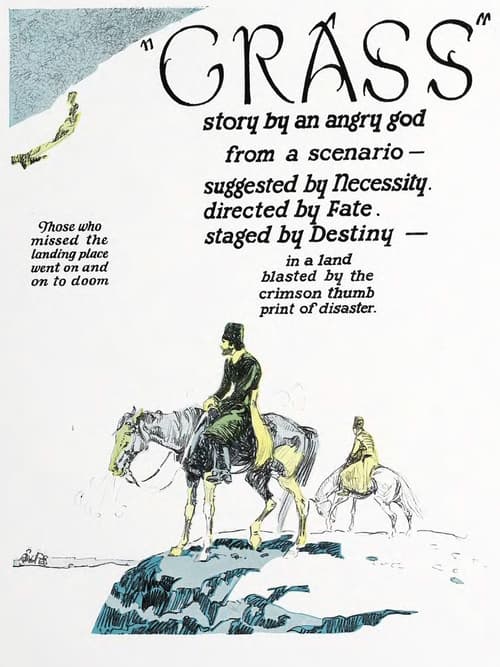 "GRASS"
story by an angry god
from a scenario —
suggested by Necessity.
directed by Fate.
staged by Destiny —
in a land
blasted by the
crimson thumb
print of disaster.
Those who
missed the
landing place
went on and
on to doom